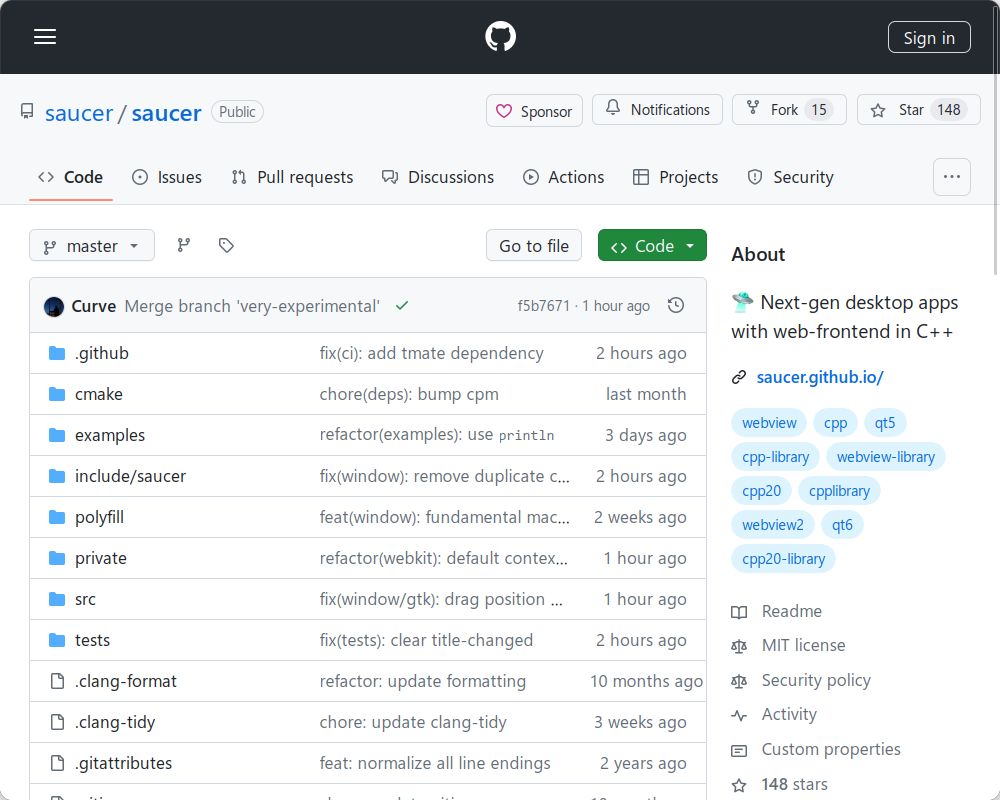 Sign in
saucer / saucer Public
Sponsor Notifications Fork 15 Star 148
Code Issues Pull requests Discussions Actions Projects Security ...
master Go to file Code
About
Curve Merge branch 'very-experimental' f5b7671 · 1 hour ago
.github fix(ci): add tmate dependency 2 hours ago
cmake chore(deps): bump cpm last month
examples refactor(examples): use println 3 days ago
include/saucer fix(window): remove duplicate c... 2 hours ago
polyfill feat(window): fundamental mac... 2 weeks ago
private refactor(webkit): default contex... 1 hour ago
src fix(window/gtk): drag position ... 1 hour ago
tests fix(tests): clear title-changed 2 hours ago
.clang-format refactor: update formatting 10 months ago
.clang-tidy chore: update clang-tidy 3 weeks ago
.gitattributes feat: normalize all line endings 2 years ago
Next-gen desktop apps
with web-frontend in C++
saucer.github.io/
webview cpp qt5
cpp-library webview-library
cpp20 cpplibrary
webview2 qt6
cpp20-library
Readme
MIT license
Security policy
Activity
Custom properties
148 stars